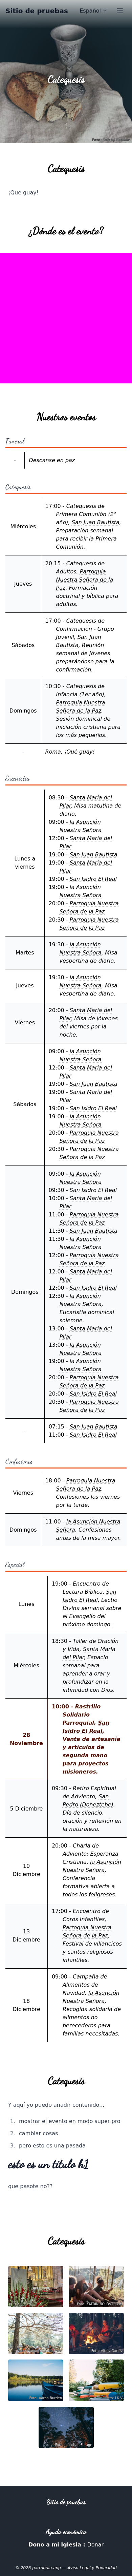 Sitio de pruebas
Español
Catequesis
Foto:
Catequesis
¡Qué guay!
¿Dónde es el evento?
Nuestros eventos
Funeral
-
Descanse en paz
Catequesis
Miércoles
17:00 - Catequesis de
Primera Comunión (2º
año), San Juan Bautista,
Preparación semanal
para recibir la Primera
Comunión.
Jueves
20:15 - Catequesis de
Adultos, Parroquia
Nuestra Señora de la
Paz, Formación
doctrinal y bíblica para
adultos.
Sábados
17:00 - Catequesis de
Confirmación - Grupo
Juvenil, San Juan
Bautista, Reunión
semanal de jóvenes
preparándose para la
confirmación.
Domingos
10:30 - Catequesis de
Infancia (1er año),
Parroquia Nuestra
Señora de la Paz,
Sesión dominical de
iniciación cristiana para
los más pequeños.
-
Roma, ¡Qué guay!
Eucaristía
Lunes a
viernes
08:30 - Santa María del
Pilar, Misa matutina de
diario.
09:00 - la Asunción
Nuestra Señora
12:00 - Santa María del
Pilar
19:00 - San Juan Bautista
19:00 - Santa María del
Pilar
19:00 - San Isidro El Real
19:00 - la Asunción
Nuestra Señora
20:00 - Parroquia Nuestra
Señora de la Paz
20:30 - Parroquia Nuestra
Señora de la Paz
Martes
19:30 - la Asunción
Nuestra Señora, Misa
vespertina de diario.
Jueves
19:30 - la Asunción
Nuestra Señora, Misa
vespertina de diario.
Viernes
20:00 - Santa María del
Pilar, Misa de jóvenes
del viernes por la
noche.
Sábados
09:00 - la Asunción
Nuestra Señora
12:00 - Santa María del
Pilar
19:00 - San Juan Bautista
19:00 - Santa María del
Pilar
19:00 - San Isidro El Real
19:00 - la Asunción
Nuestra Señora
20:00 - Parroquia Nuestra
Señora de la Paz
20:30 - Parroquia Nuestra
Señora de la Paz
Domingos
09:00 - la Asunción
Nuestra Señora
09:30 - San Isidro El Real
10:00 - Santa María del
Pilar
11:00 - Parroquia Nuestra
Señora de la Paz
11:30 - San Juan Bautista
11:30 - la Asunción
Nuestra Señora
12:00 - Parroquia Nuestra
Señora de la Paz
12:00 - Santa María del
Pilar
12:00 - San Isidro El Real
12:30 - la Asunción
Nuestra Señora,
Eucaristía dominical
solemne.
13:00 - Santa María del
Pilar
13:00 - la Asunción
Nuestra Señora
19:00 - la Asunción
Nuestra Señora
20:00 - Parroquia Nuestra
Señora de la Paz
20:00 - San Isidro El Real
20:30 - Parroquia Nuestra
Señora de la Paz
-
07:15 - San Juan Bautista
11:00 - San Isidro El Real
Confesiones
Viernes
18:00 - Parroquia Nuestra
Señora de la Paz,
Confesiones los viernes
por la tarde.
Domingos
11:00 - la Asunción Nuestra
Señora, Confesiones
antes de la misa mayor.
Especial
Lunes
19:00 - Encuentro de
Lectura Bíblica, San
Isidro El Real, Lectio
Divina semanal sobre
el Evangelio del
próximo domingo.
Miércoles
18:30 - Taller de Oración
y Vida, Santa María
del Pilar, Espacio
semanal para
aprender a orar y
profundizar en la
intimidad con Dios.
28
Noviembre
10:00 - Rastrillo
Solidario
Parroquial, San
Isidro El Real,
Venta de artesanía
y artículos de
segunda mano
para proyectos
misioneros.
5 Diciembre
09:30 - Retiro Espiritual
de Adviento, San
Pedro (Doneztebe),
Día de silencio,
oración y reflexión en
la naturaleza.
10
Diciembre
20:00 - Charla de
Adviento: Esperanza
Cristiana, la Asunción
Nuestra Señora,
Conferencia
formativa abierta a
todos los feligreses.
13
Diciembre
17:00 - Encuentro de
Coros Infantiles,
Parroquia Nuestra
Señora de la Paz,
Festival de villancicos
y cantos religiosos
infantiles.
18
Diciembre
09:00 - Campaña de
Alimentos de
Navidad, la Asunción
Nuestra Señora,
Recogida solidaria de
alimentos no
perecederos para
familias necesitadas.
Catequesis
Y aquí yo puedo añadir contenido...
1. mostrar el evento en modo super pro
2. cambiar cosas
3. pero esto es una pasada
esto es un título h1
que pasote no??
Catequesis
Sitio de pruebas
Ayuda económica
Dono a mi Iglesia : Donar
© 2026 parroquia.app — Aviso Legal y Privacidad